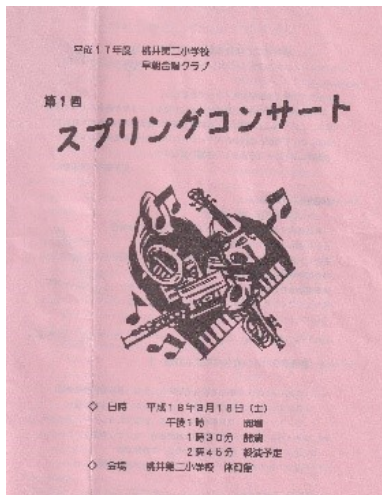 平成17年度 桃井第二小学校
早朝合唱クラブ
第1回
スプリングコンサート
◇ 日時 平成18年3月18日(土)
午後1時 開場
1時30分 開演
2時45分 終演予定
◇ 会場 桃井第二小学校 体育館